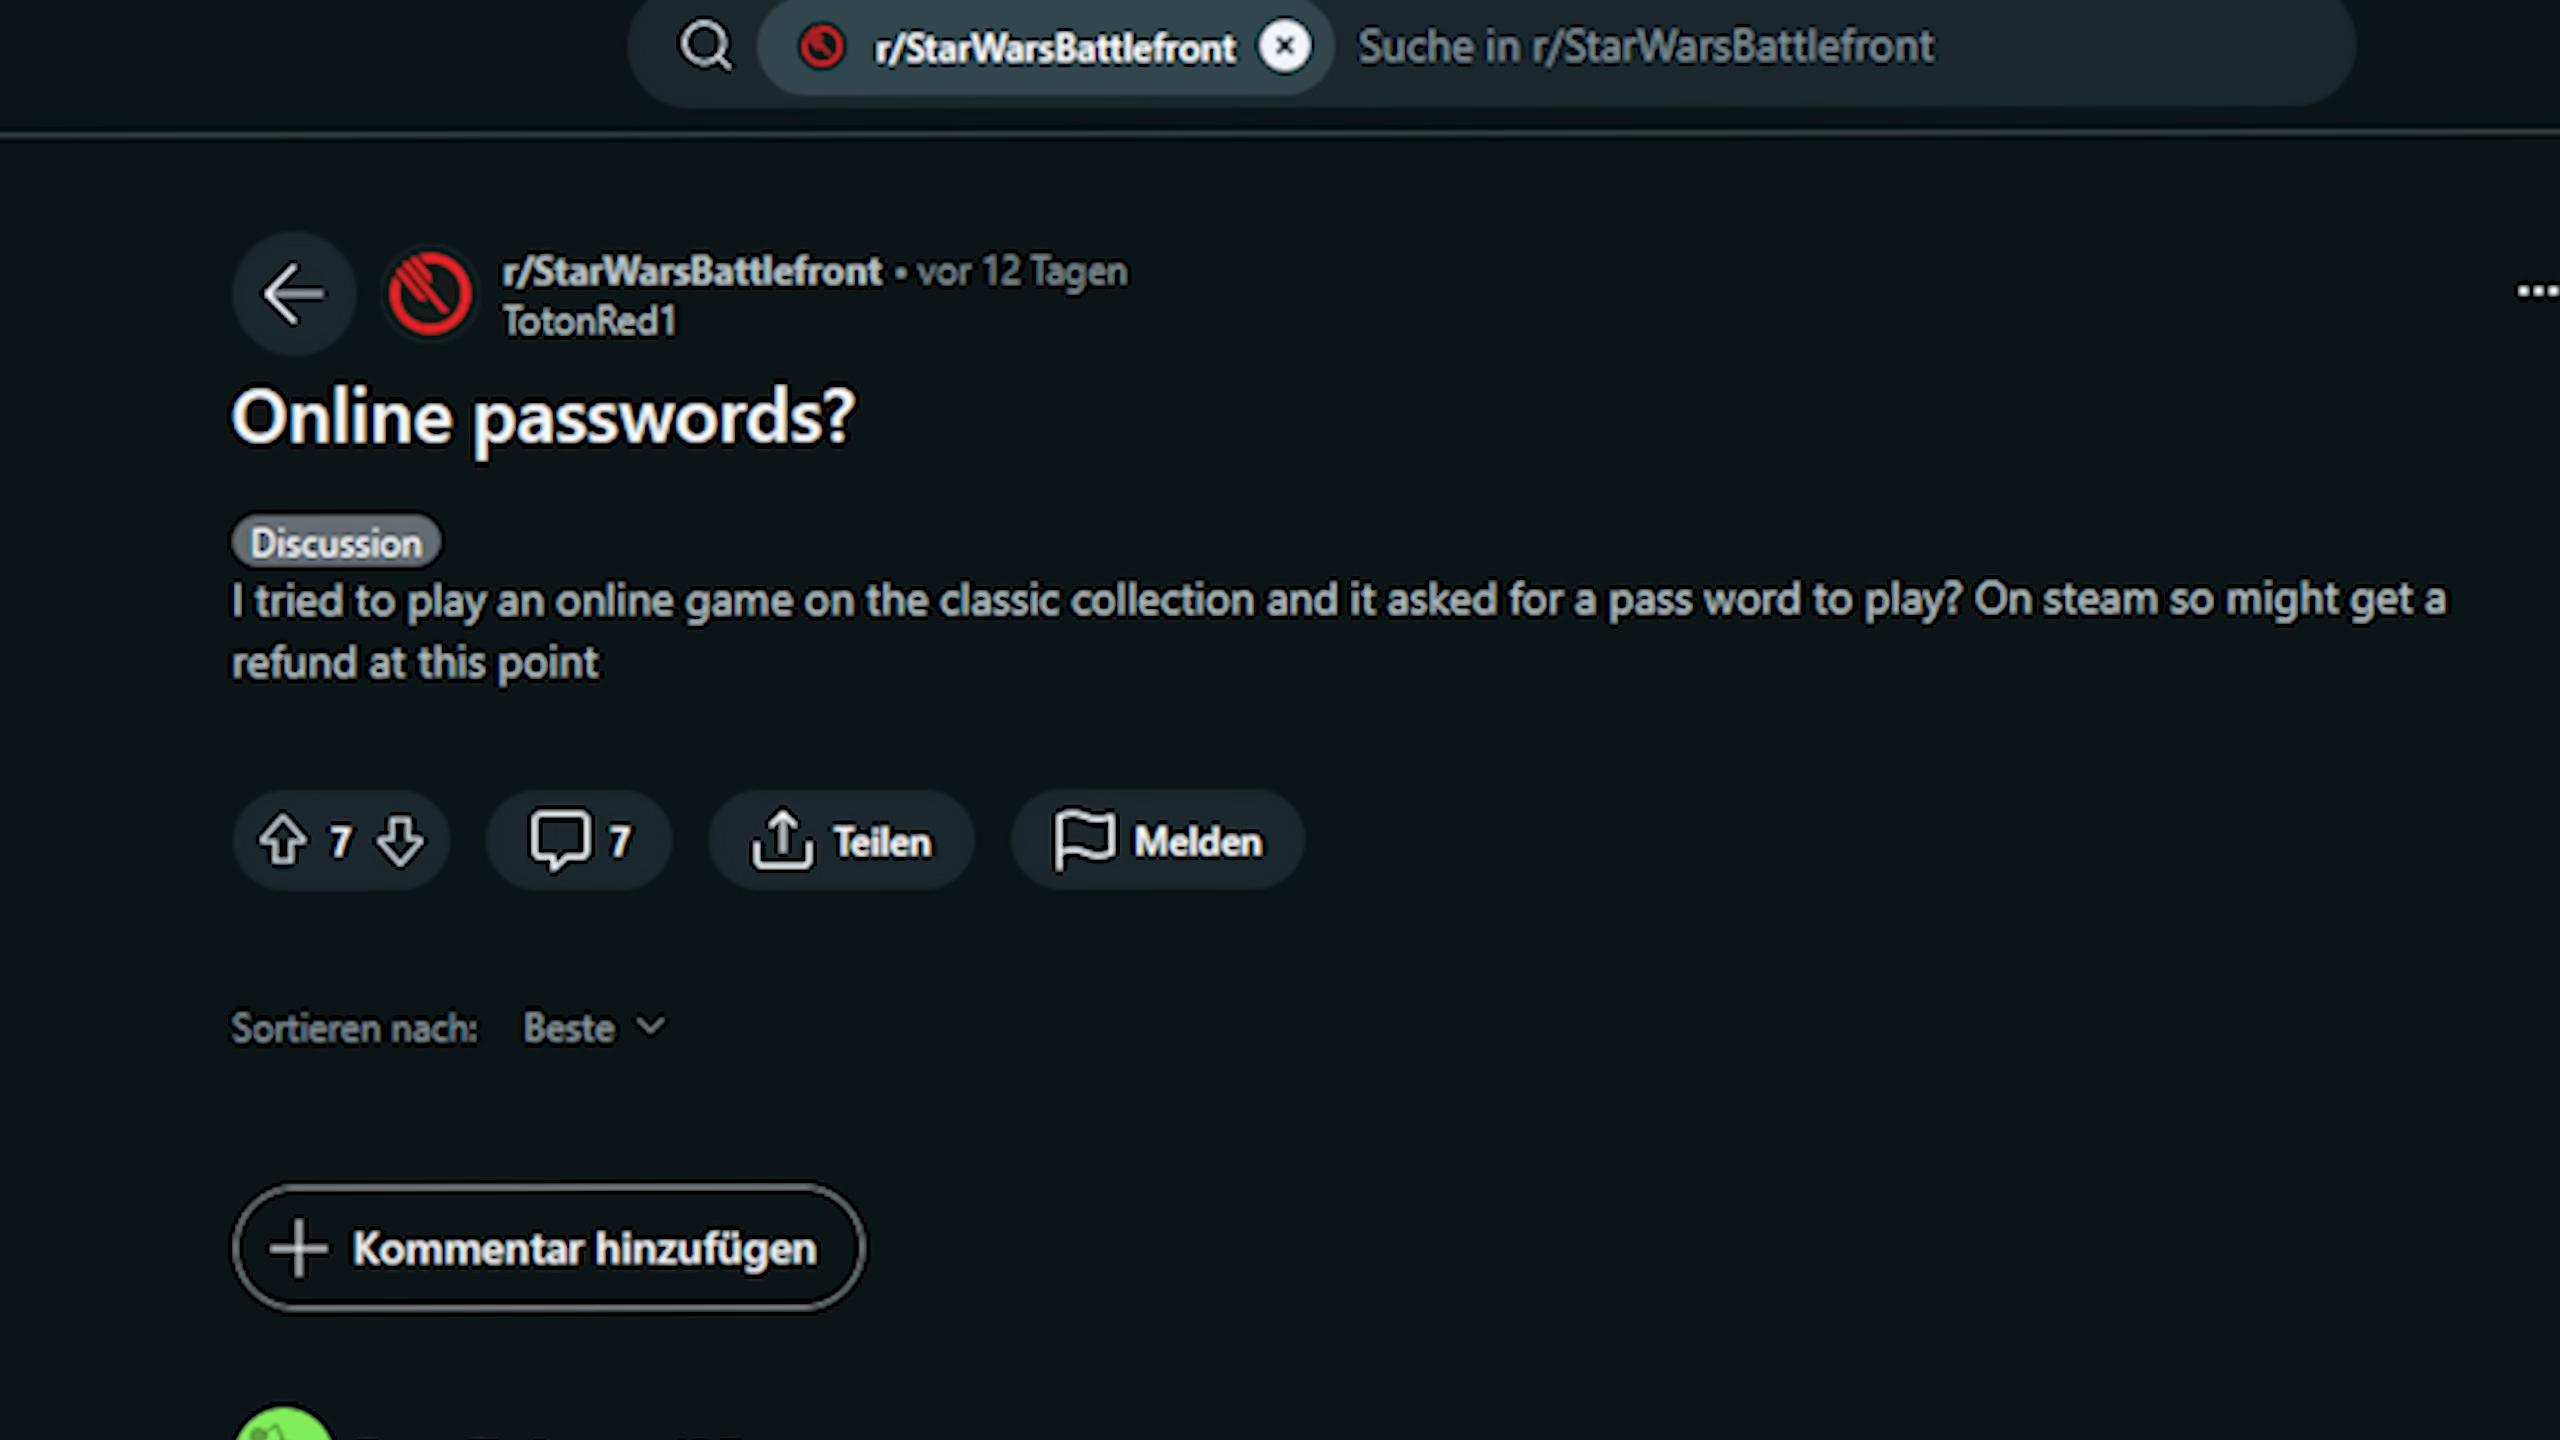 r/StarWarsBattlefront Suche in r/StarWarsBattlefront
r/StarWarsBattlefront • vor 12 Tagen
TotonRed1
Online passwords?
Discussion
I tried to play an online game on the classic collection and it asked for a pass word to play? On steam so might get a
refund at this point
7 7 Teilen Melden
Sortieren nach: Beste
Kommentar hinzufügen